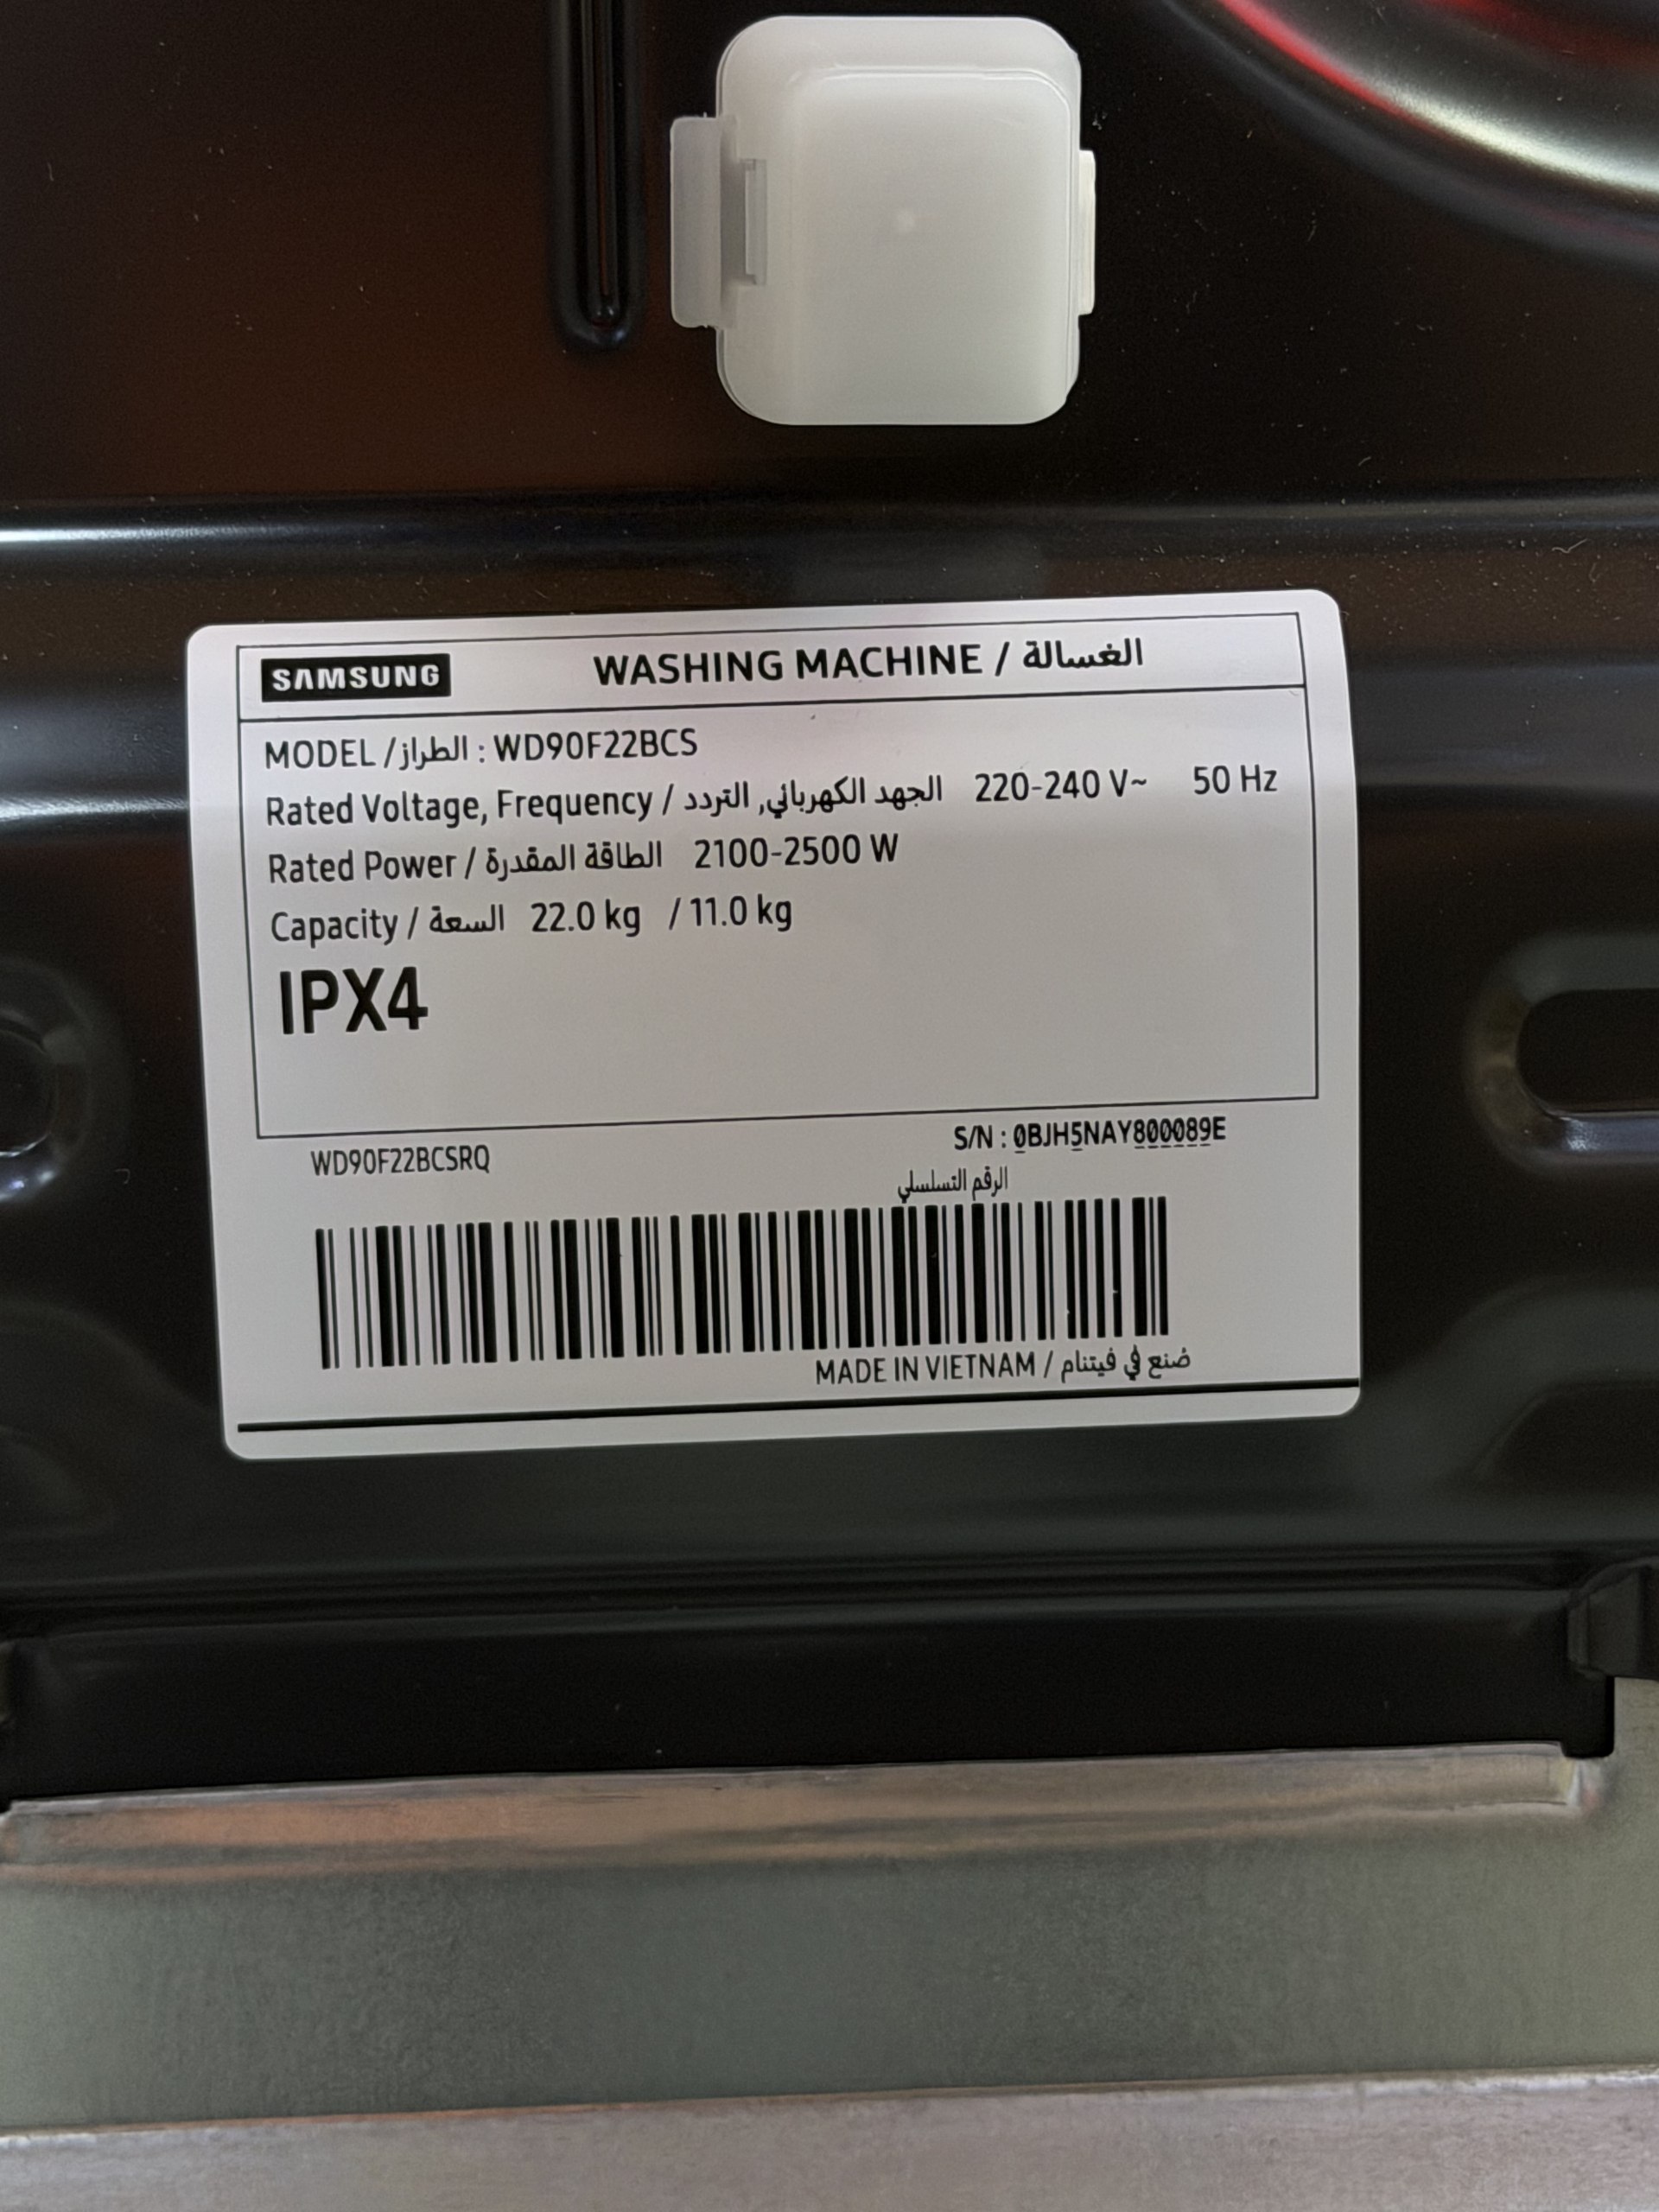 SAMSUNG WASHING MACHINE / الغسالة
MODEL / الطراز : WD90F22BCS
Rated Voltage, Frequency / الجهد الكهربائي, التردد 220-240 V~ 50 Hz
Rated Power / الطاقة المقدرة 2100-2500 W
Capacity / السعة 22.0 kg / 11.0 kg
IPX4
WD90F22BCSRQ S/N : 0BJH5NAY800089E
الرقم التسلسلي
MADE IN VIETNAM / صُنع في فيتنام